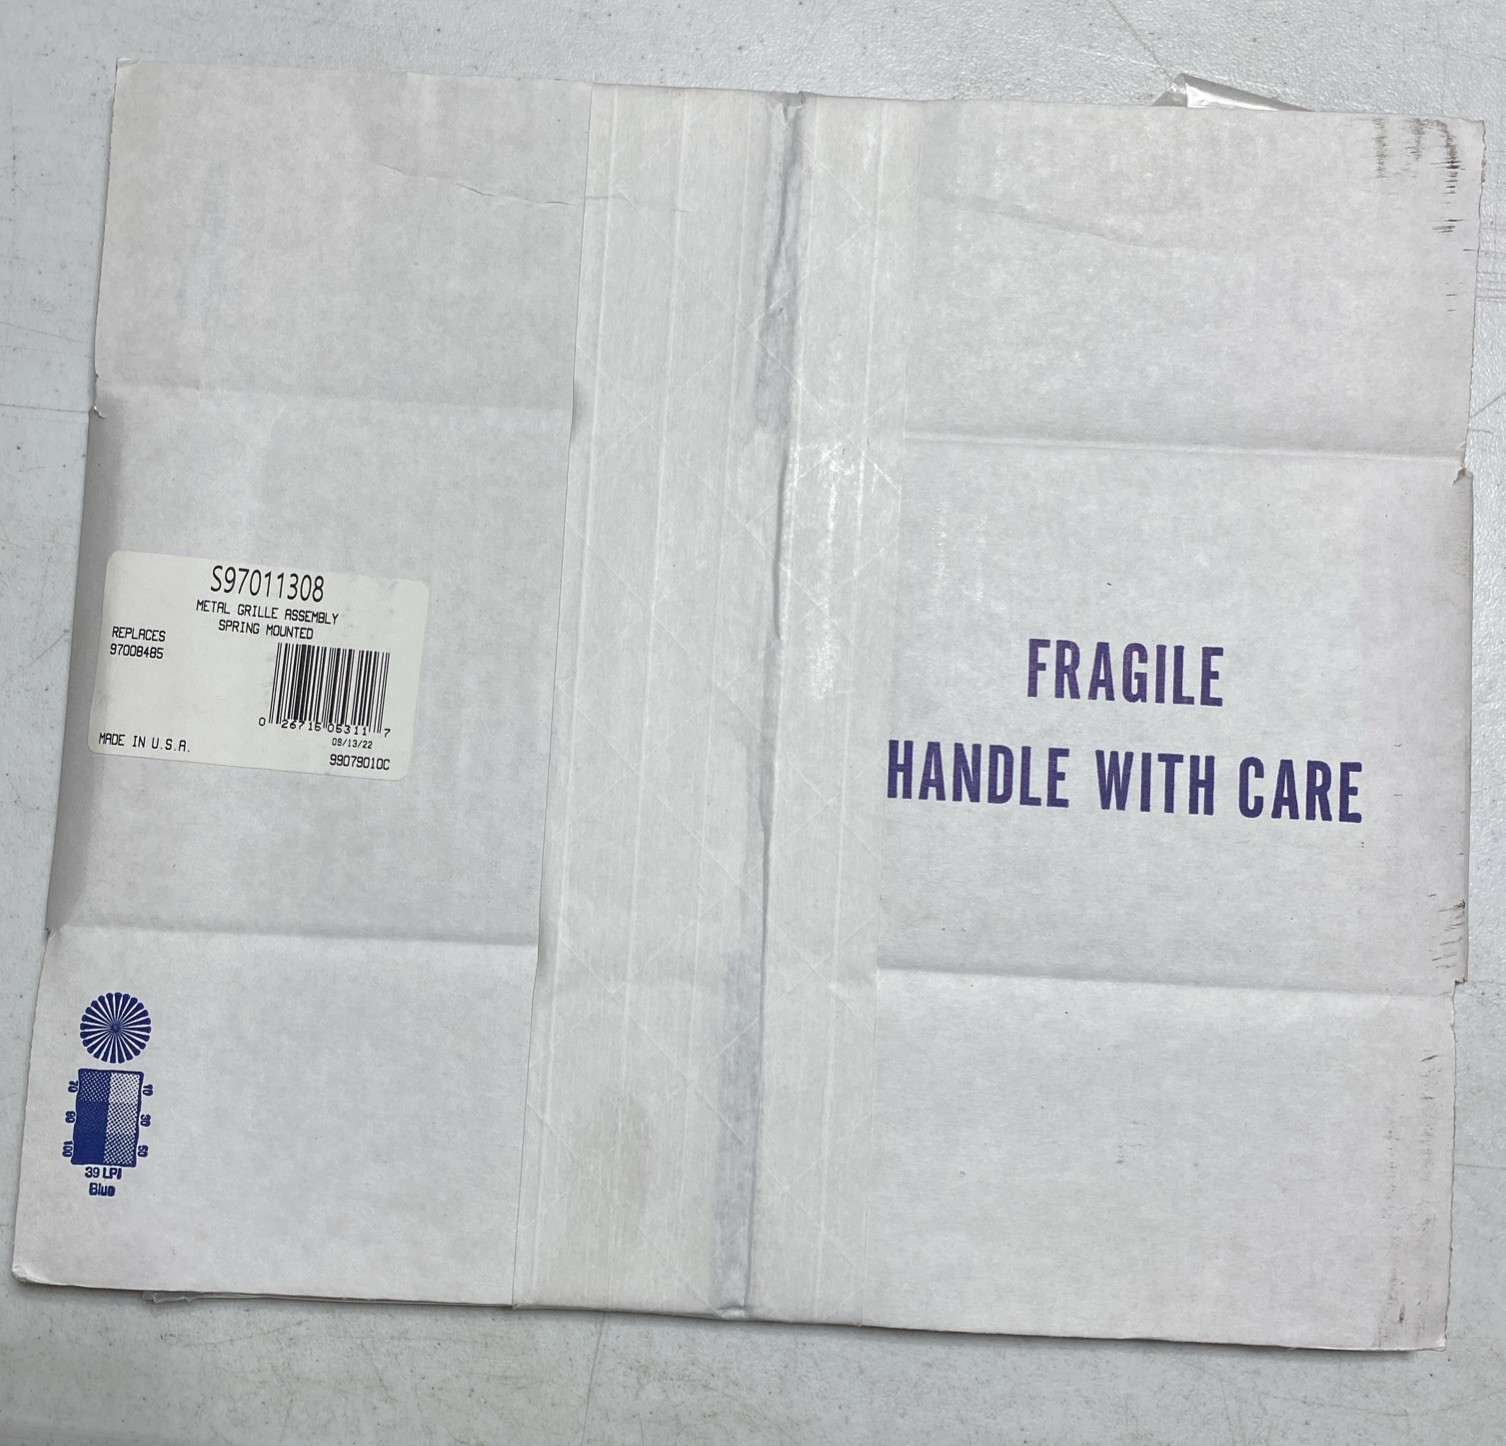 S97011308
METAL GRILLE ASSEMBLY
SPRING MOUNTED
REPLACES
97008485
0 26715 05311 7
09/13/22
MADE IN U.S.A.
99079010C
FRAGILE
HANDLE WITH CARE
70 10
80 30
100 50
39 LPI
Blue